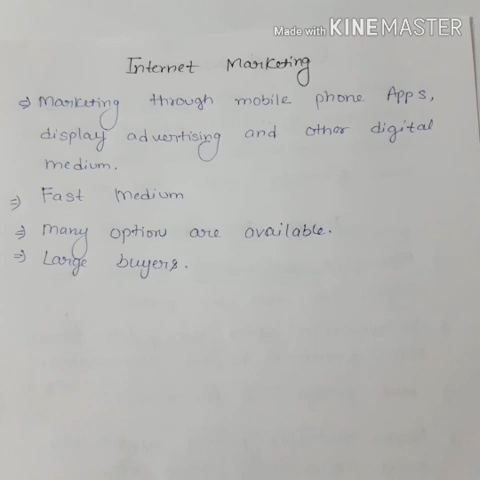 Made with KINEMASTER
Internet Marketing
⇒ Marketing through mobile phone Apps,
display advertising and other digital
medium.
⇒ Fast Medium
⇒ Many option are available.
⇒ Large buyers.